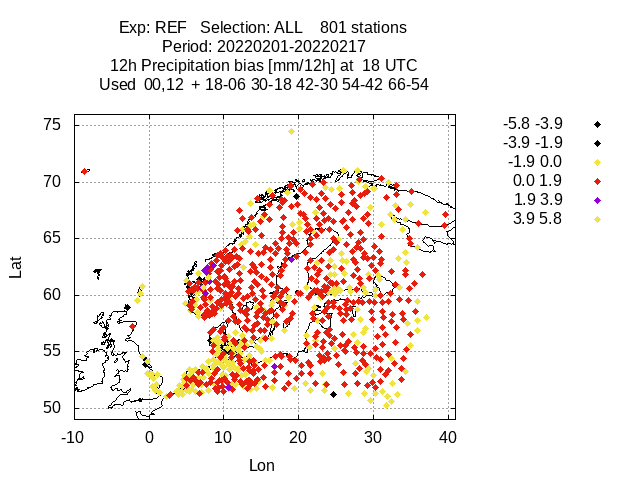 Exp: REF   Selection: ALL    801 stations
Period: 20220201-20220217
12h Precipitation bias [mm/12h] at  18 UTC
Used  00,12  + 18-06 30-18 42-30 54-42 66-54
-5.8 -3.9
-3.9 -1.9
-1.9 0.0
0.0 1.9
1.9 3.9
3.9 5.8
75
70
65
60
55
50
Lat
-10 0 10 20 30 40
Lon